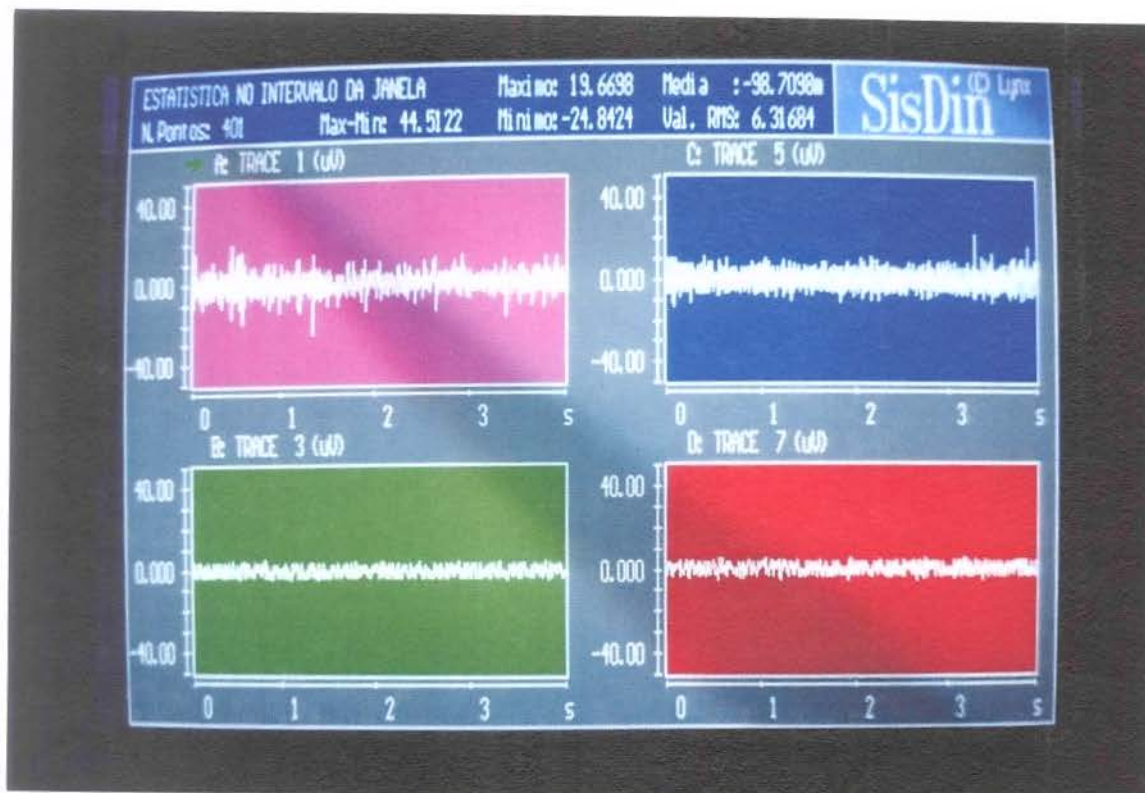 ESTATISTICA NO INTERVALO DA JANELA Maximo: 19.6698 Media :-98.7098m
N.Pontos: 401 Max-Min: 44.5122 Minimo:-24.8424 Val. RMS: 6.31684
SisDin (C) Lynx
A: TRACE 1 (uV)
40.00
0.000
-40.00
0 1 2 3 s
C: TRACE 5 (uV)
40.00
0.000
-40.00
0 1 2 3 s
B: TRACE 3 (uV)
40.00
0.000
-40.00
0 1 2 3 s
D: TRACE 7 (uV)
40.00
0.000
-40.00
0 1 2 3 s